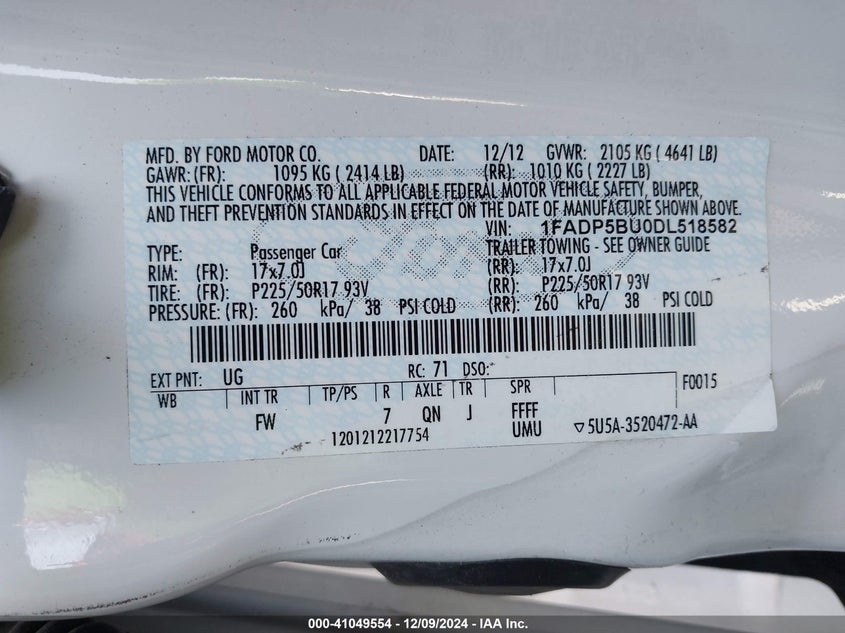 MFD. BY FORD MOTOR CO. DATE: 12/12 GVWR: 2105 KG ( 4641 LB)
GAWR:(FR): 1095 KG ( 2414 LB) (RR): 1010 KG ( 2227 LB)
THIS VEHICLE CONFORMS TO ALL APPLICABLE FEDERAL MOTOR VEHICLE SAFETY, BUMPER,
AND THEFT PREVENTION STANDARDS IN EFFECT ON THE DATE OF MANUFACTURE SHOWN ABOVE.
VIN: 1FADP5BU0DL518582
TYPE: Passenger Car TRAILER TOWING - SEE OWNER GUIDE
RIM: (FR): 17x7.0J (RR): 17x7.0J
TIRE: (FR): P225/50R17 93V (RR): P225/50R17 93V
PRESSURE: (FR): 260 kPa/ 38 PSI COLD (RR): 260 kPa/ 38 PSI COLD
EXT PNT: UG RC: 71 DSO:
WB INT TR TP/PS R AXLE TR SPR F0015
FW 7 QN J FFFF
1201212217754 UMU ▽5U5A-3520472-AA
000-41049554 - 12/09/2024 - IAA Inc.